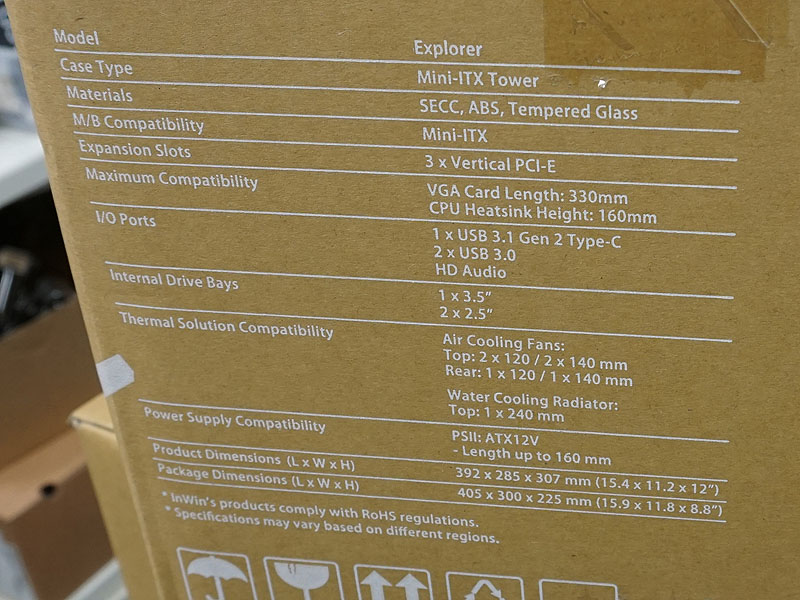 Model Explorer
Case Type Mini-ITX Tower
Materials SECC, ABS, Tempered Glass
M/B Compatibility Mini-ITX
Expansion Slots 3 x Vertical PCI-E
Maximum Compatibility VGA Card Length: 330mm
CPU Heatsink Height: 160mm
I/O Ports 1 x USB 3.1 Gen 2 Type-C
2 x USB 3.0
HD Audio
Internal Drive Bays 1 x 3.5"
2 x 2.5"
Thermal Solution Compatibility Air Cooling Fans:
Top: 2 x 120 / 2 x 140 mm
Rear: 1 x 120 / 1 x 140 mm
Water Cooling Radiator:
Top: 1 x 240 mm
Power Supply Compatibility PSII: ATX12V
- Length up to 160 mm
Product Dimensions (L x W x H) 392 x 285 x 307 mm (15.4 x 11.2 x 12")
Package Dimensions (L x W x H) 405 x 300 x 225 mm (15.9 x 11.8 x 8.8")
* InWin's products comply with RoHS regulations.
* Specifications may vary based on different regions.